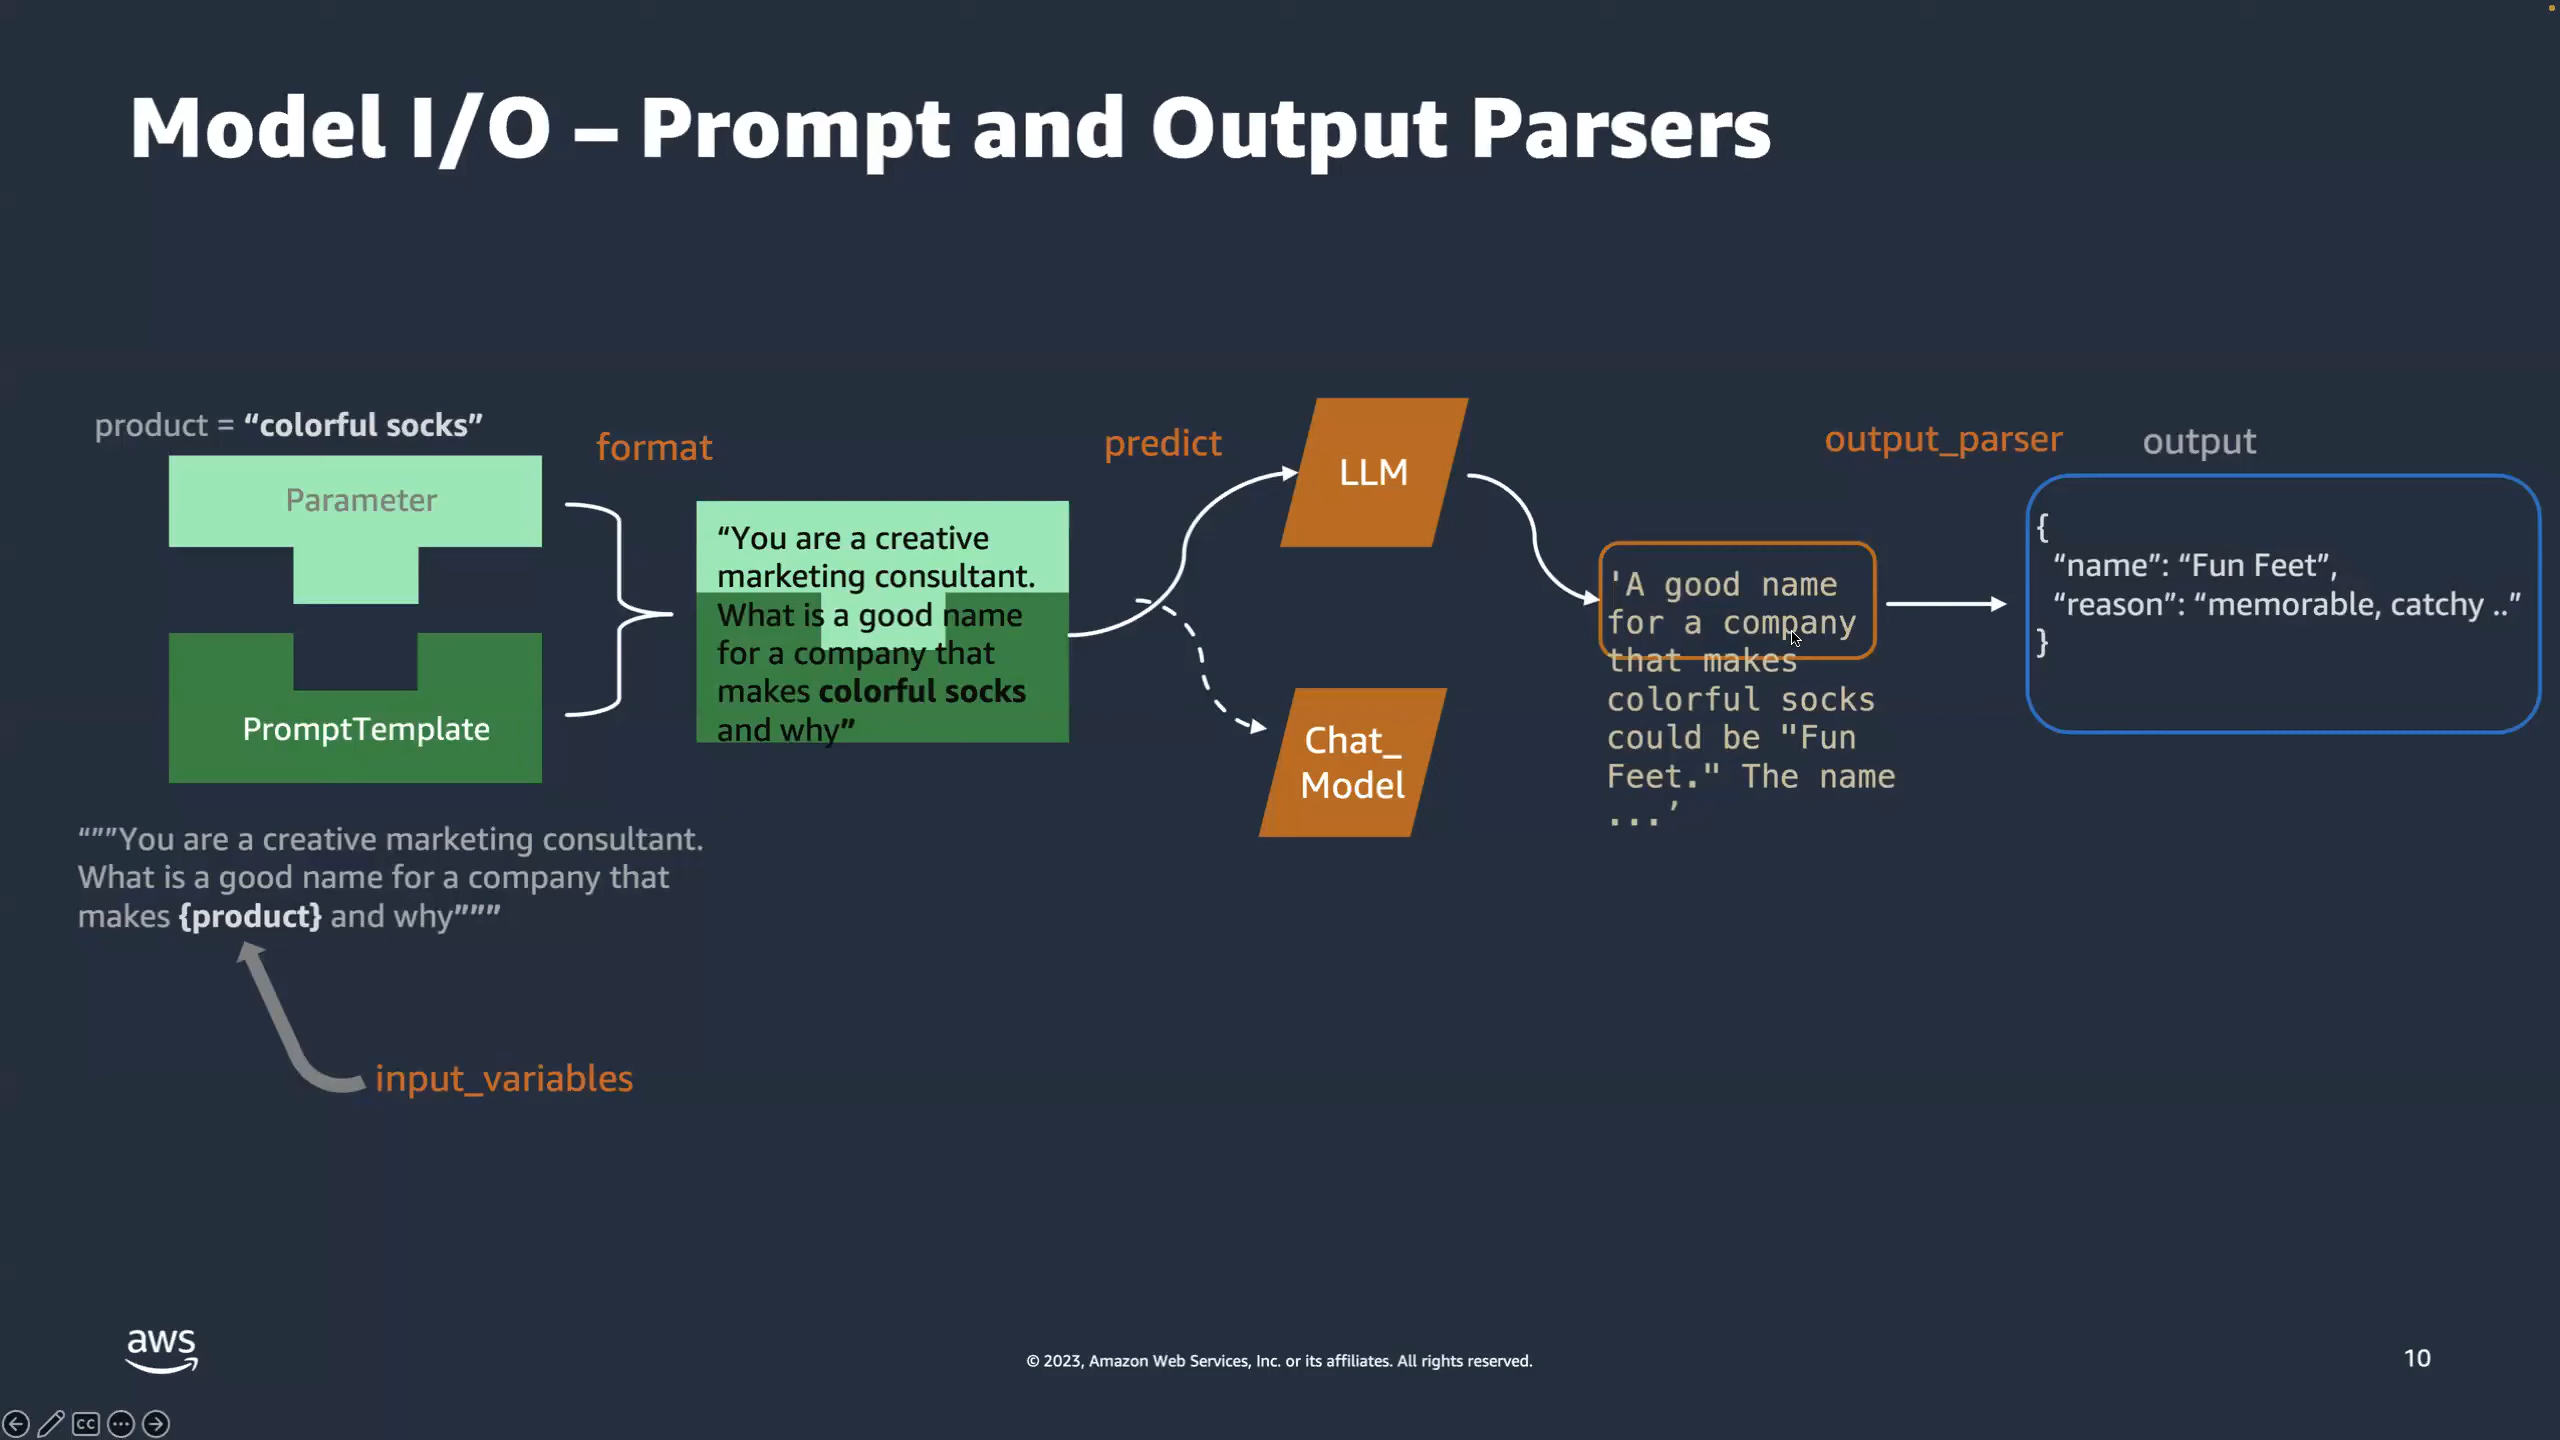 Model I/O – Prompt and Output Parsers
product = “colorful socks”
Parameter
PromptTemplate
“””You are a creative marketing consultant.
What is a good name for a company that
makes {product} and why”””
input_variables
format
“You are a creative
marketing consultant.
What is a good name
for a company that
makes colorful socks
and why”
predict
LLM
Chat_
Model
'A good name
for a company
that makes
colorful socks
could be "Fun
Feet." The name
...’
output_parser
output
{
“name”: “Fun Feet”,
“reason”: “memorable, catchy ..”
}
aws
© 2023, Amazon Web Services, Inc. or its affiliates. All rights reserved.
10
CC